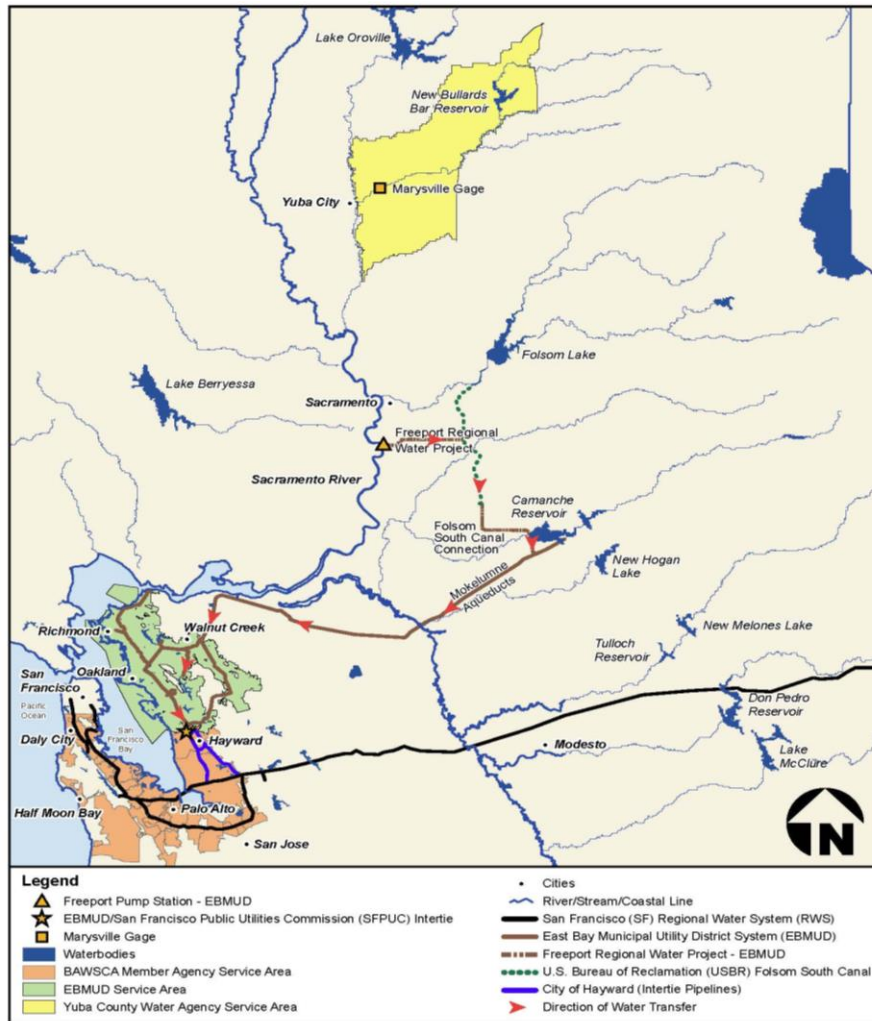 Lake Oroville
New Bullards
Bar Reservoir
Marysville Gage
Yuba City
Folsom Lake
Lake Berryessa
Sacramento
Freeport Regional
Water Project
Sacramento River
Camanche
Reservoir
Folsom
South Canal
Connection
New Hogan
Lake
Mokelumne
Aqueducts
Walnut Creek
Richmond
New Melones Lake
Tulloch
Reservoir
Oakland
San
Francisco
Pacific
Ocean
Don Pedro
Reservoir
San
Francisco
Bay
Daly City
Hayward
Modesto
Lake
McClure
Half Moon Bay
Palo Alto
San Jose
N
Legend
Freeport Pump Station - EBMUD
EBMUD/San Francisco Public Utilities Commission (SFPUC) Intertie
Marysville Gage
Waterbodies
BAWSCA Member Agency Service Area
EBMUD Service Area
Yuba County Water Agency Service Area
Cities
River/Stream/Coastal Line
San Francisco (SF) Regional Water System (RWS)
East Bay Municipal Utility District System (EBMUD)
Freeport Regional Water Project - EBMUD
U.S. Bureau of Reclamation (USBR) Folsom South Canal
City of Hayward (Intertie Pipelines)
Direction of Water Transfer